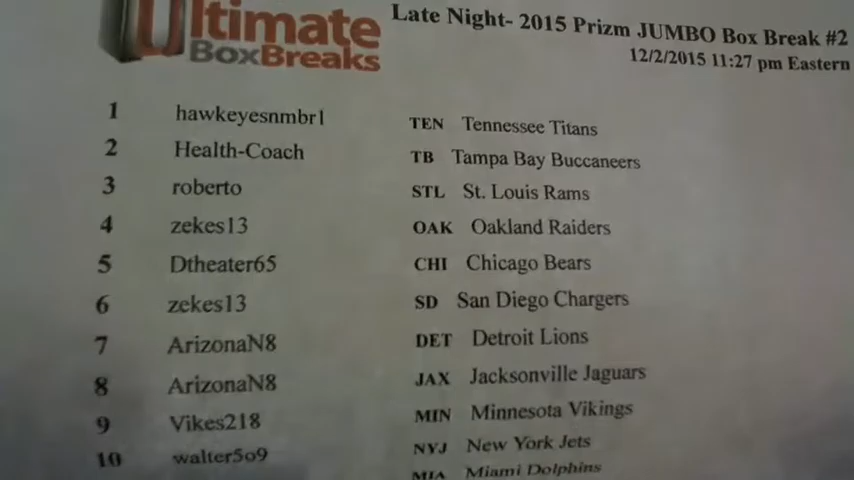 Ultimate
BoxBreaks
Late Night- 2015 Prizm JUMBO Box Break #2
12/2/2015 11:27 pm Eastern
1 hawkeyesnmbr1 TEN Tennessee Titans
2 Health-Coach TB Tampa Bay Buccaneers
3 roberto STL St. Louis Rams
4 zekes13 OAK Oakland Raiders
5 Dtheater65 CHI Chicago Bears
6 zekes13 SD San Diego Chargers
7 ArizonaN8 DET Detroit Lions
8 ArizonaN8 JAX Jacksonville Jaguars
9 Vikes218 MIN Minnesota Vikings
10 walter5o9 NYJ New York Jets
MIA Miami Dolphins